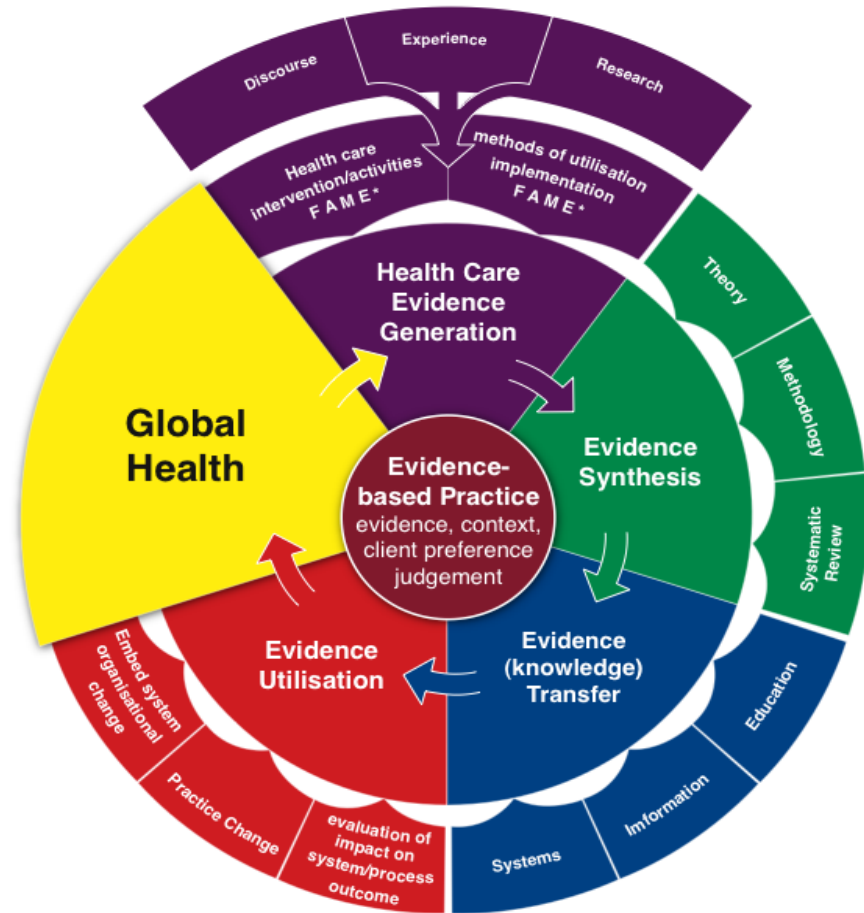 Discourse
Experience
Research
Health care
intervention/activities
F A M E*
methods of utilisation
implementation
F A M E*
Health Care
Evidence
Generation
Theory
Methodology
Systematic
Review
Global
Health
Evidence
Synthesis
Evidence-
based Practice
evidence, context,
client preference
judgement
Evidence
Utilisation
Evidence
(knowledge)
Transfer
Education
Imformation
Systems
Embed system
organisational
change
Practice Change
evaluation of
impact on
system/process
outcome